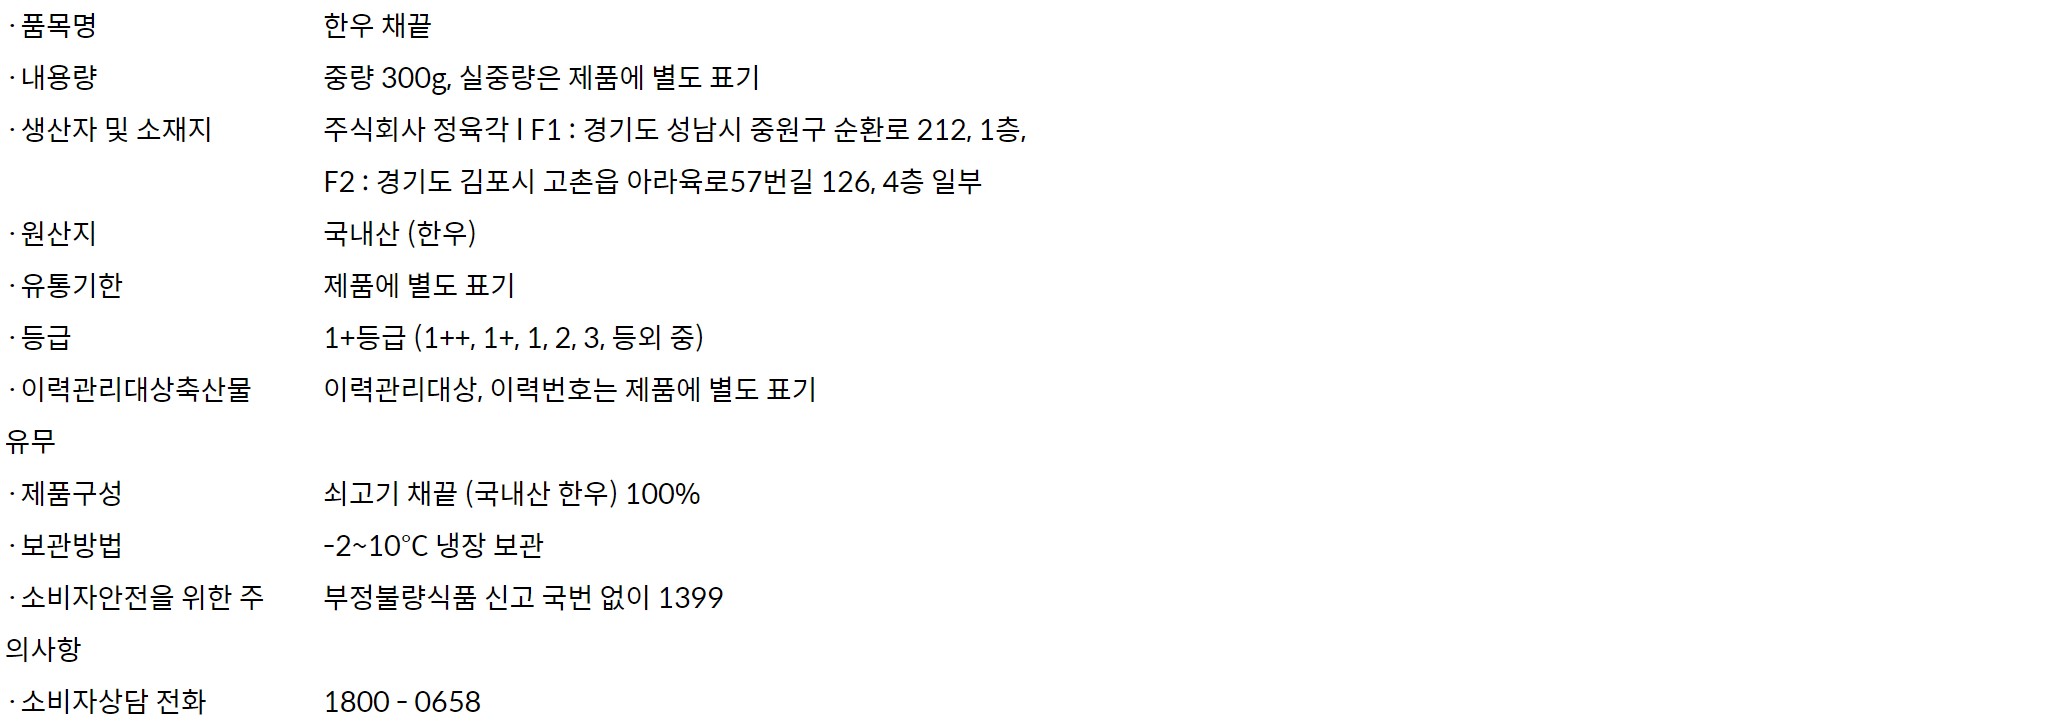 · 품목명 한우 채끝
· 내용량 중량 300g, 실중량은 제품에 별도 표기
· 생산자 및 소재지 주식회사 정육각 l F1 : 경기도 성남시 중원구 순환로 212, 1층,
F2 : 경기도 김포시 고촌읍 아라육로57번길 126, 4층 일부
· 원산지 국내산 (한우)
· 유통기한 제품에 별도 표기
· 등급 1+등급 (1++, 1+, 1, 2, 3, 등외 중)
· 이력관리대상축산물 이력관리대상, 이력번호는 제품에 별도 표기
유무
· 제품구성 쇠고기 채끝 (국내산 한우) 100%
· 보관방법 -2~10°C 냉장 보관
· 소비자안전을 위한 주 부정불량식품 신고 국번 없이 1399
의사항
· 소비자상담 전화 1800 - 0658